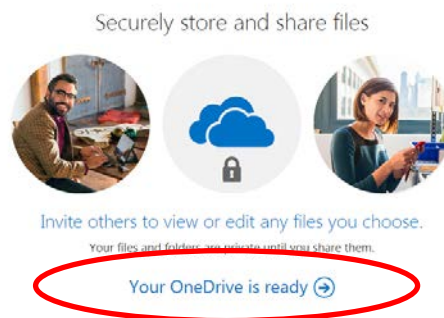 Securely store and share files
Invite others to view or edit any files you choose.
Your files and folders are private until you share them.
Your OneDrive is ready